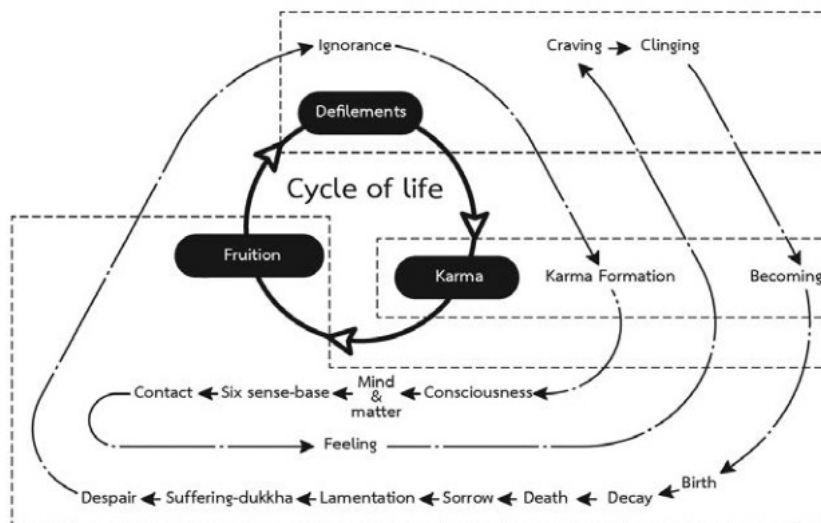 Ignorance
Craving
Clinging
Defilements
Cycle of life
Fruition
Karma
Karma Formation
Becoming
Contact
Six sense-base
Mind
&
matter
Consciousness
Feeling
Despair
Suffering-dukkha
Lamentation
Sorrow
Death
Decay
Birth